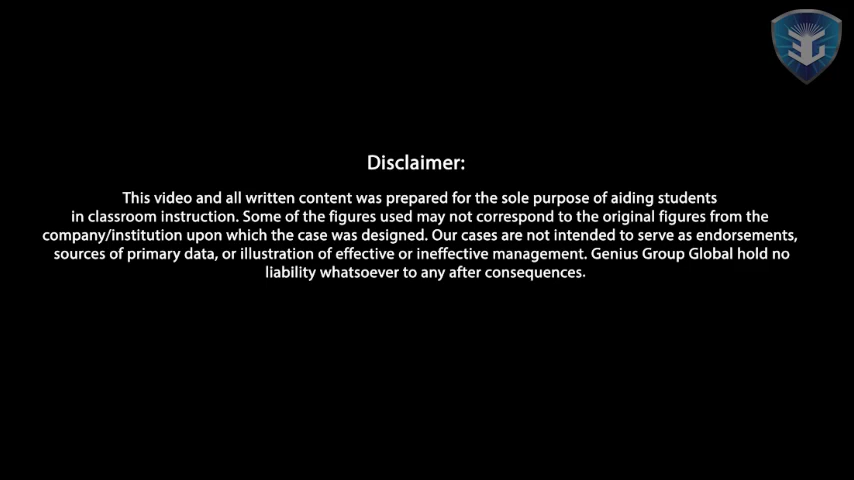 Disclaimer:
This video and all written content was prepared for the sole purpose of aiding students
in classroom instruction. Some of the figures used may not correspond to the original figures from the
company/institution upon which the case was designed. Our cases are not intended to serve as endorsements,
sources of primary data, or illustration of effective or ineffective management. Genius Group Global hold no
liability whatsoever to any after consequences.